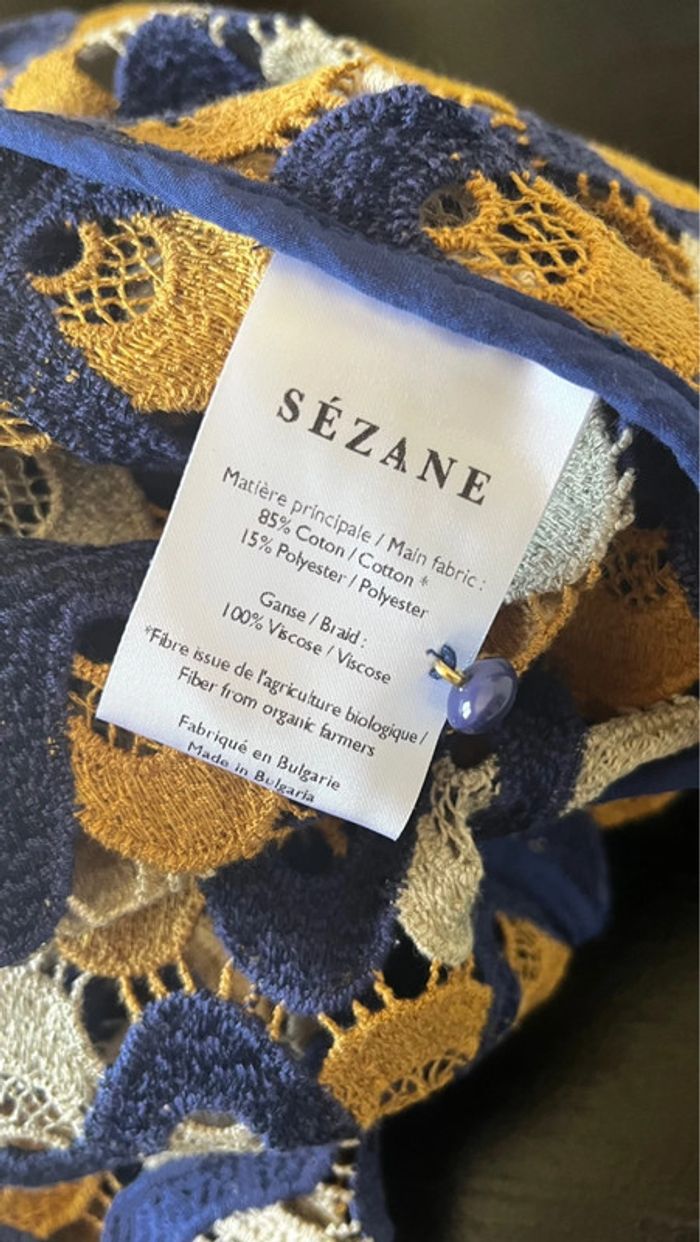 SÉZANE
Matière principale / Main fabric :
85% Coton / Cotton *
15% Polyester / Polyester
Ganse / Braid :
100% Viscose / Viscose
*Fibre issue de l'agriculture biologique /
Fiber from organic farmers
Fabriqué en Bulgarie
Made in Bulgaria